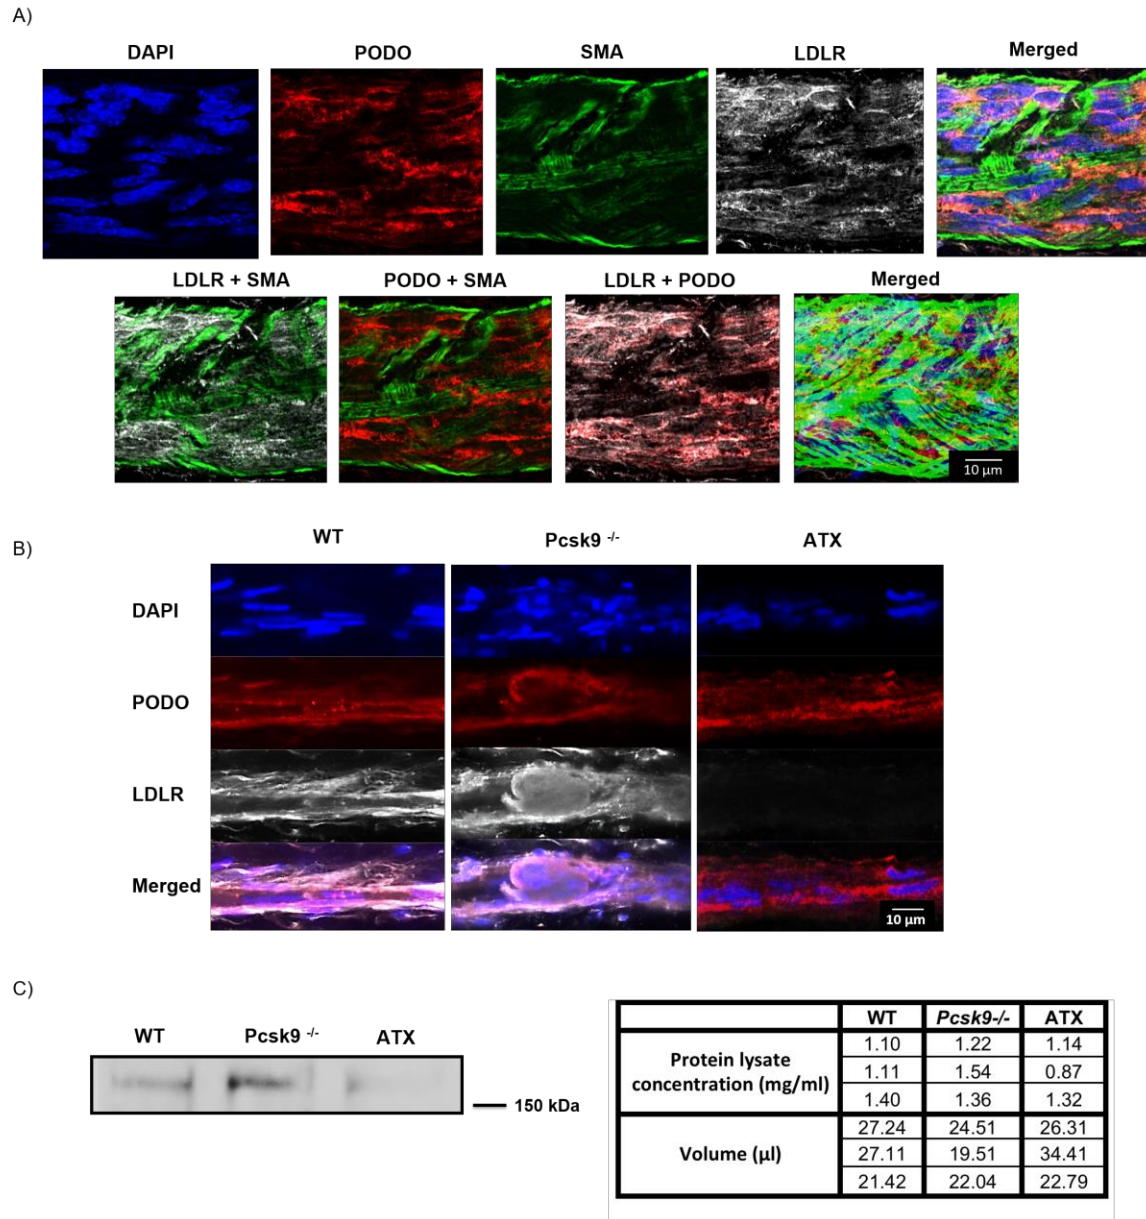 A)
DAPI PODO SMA LDLR Merged
LDLR + SMA PODO + SMA LDLR + PODO Merged
10 µm
B)
WT Pcsk9 -/- ATX
DAPI
PODO
LDLR
Merged
10 µm
C)
WT Pcsk9 -/- ATX
150 kDa
WT Pcsk9-/- ATX
Protein lysate concentration (mg/ml)
1.10 1.22 1.14
1.11 1.54 0.87
1.40 1.36 1.32
Volume (µl)
27.24 24.51 26.31
27.11 19.51 34.41
21.42 22.04 22.79